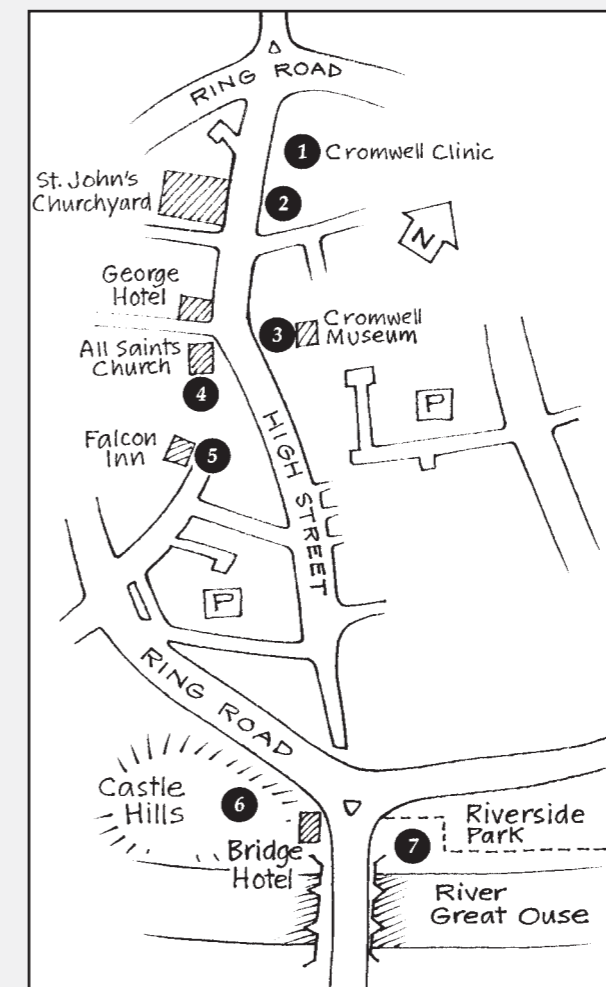 RING ROAD
1 Cromwell Clinic
St. John's
Churchyard
2
N
George
Hotel
3
Cromwell
Museum
All Saints
Church
4
P
HIGH STREET
Falcon
Inn
5
P
RING ROAD
Castle
Hills
6
Bridge
Hotel
7
Riverside
Park
River
Great Ouse